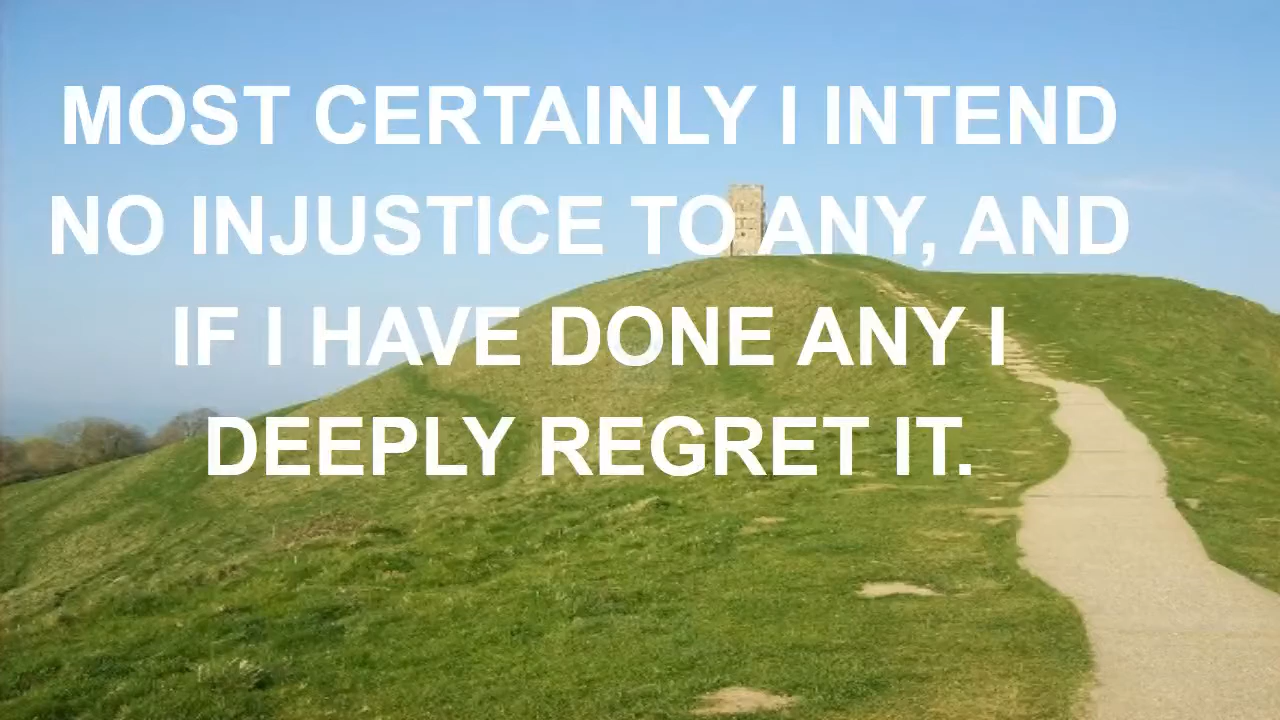 MOST CERTAINLY I INTEND
NO INJUSTICE TO ANY, AND
IF I HAVE DONE ANY I
DEEPLY REGRET IT.